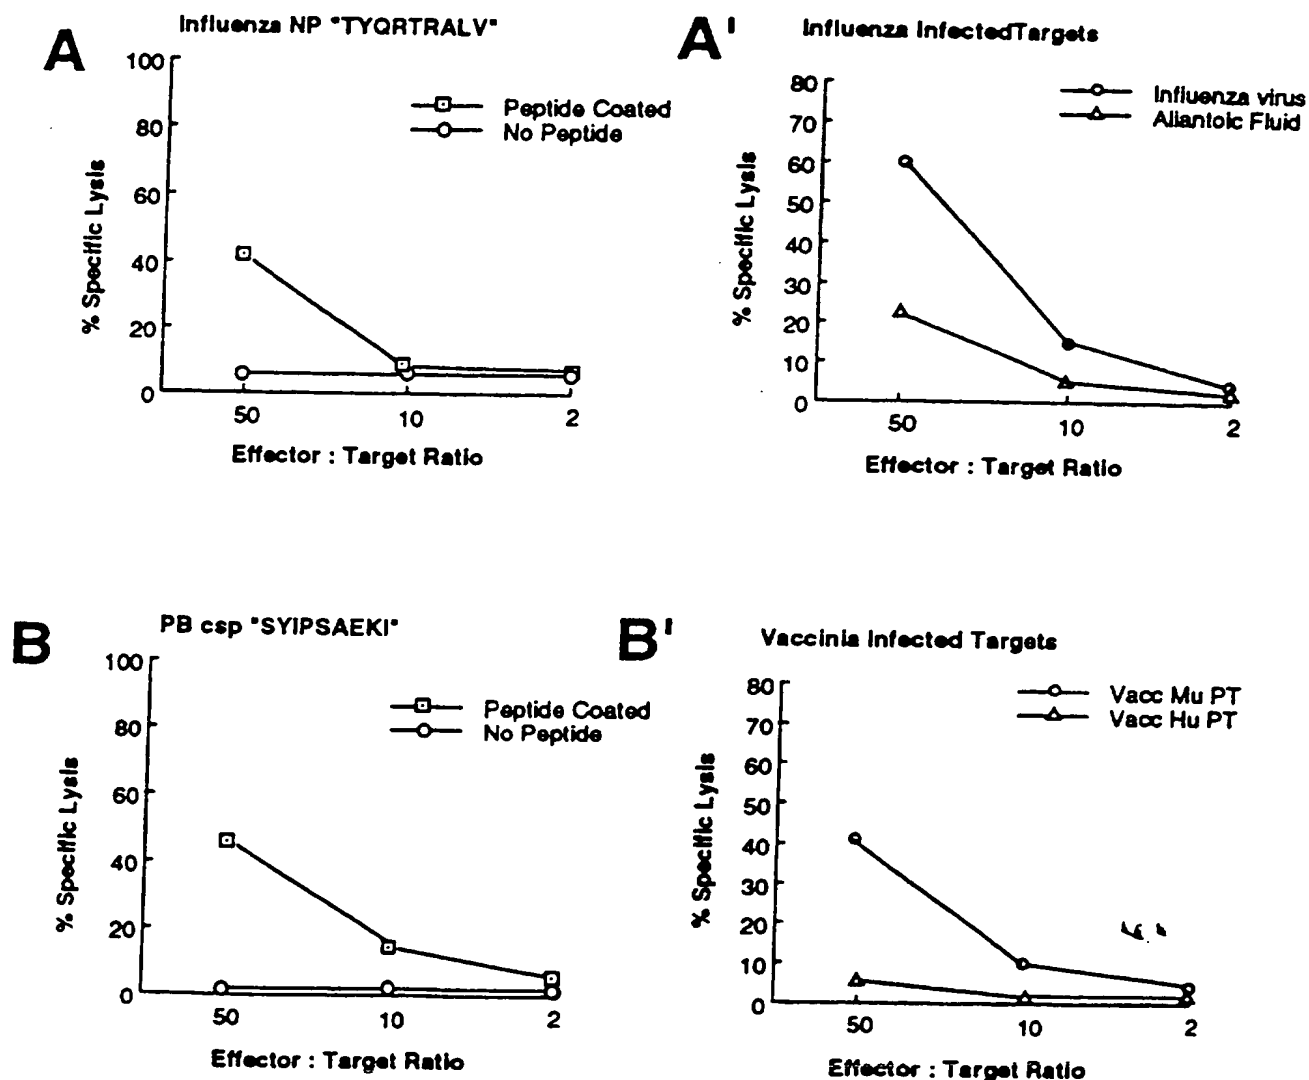 A
Influenza NP "TYQRTRALV"
100
80
60
40
20
0
% Specific Lysis
Peptide Coated
No Peptide
50 10 2
Effector : Target Ratio
A'
Influenza InfectedTargets
80
70
60
50
40
30
20
10
0
% Specific Lysis
Influenza virus
Allantoic Fluid
50 10 2
Effector : Target Ratio
B
PB csp "SYIPSAEKI"
100
80
60
40
20
0
% Specific Lysis
Peptide Coated
No Peptide
50 10 2
Effector : Target Ratio
B'
Vaccinia Infected Targets
80
70
60
50
40
30
20
10
0
% Specific Lysis
Vacc Mu PT
Vacc Hu PT
50 10 2
Effector : Target Ratio